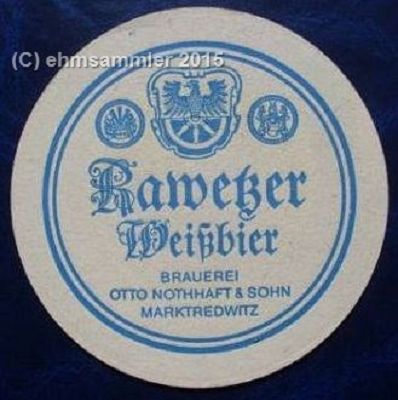 (C) ehmsammler 2015
Rawetzer
Weißbier
BRAUEREI
OTTO NOTHHAFT & SOHN
MARKTREDWITZ